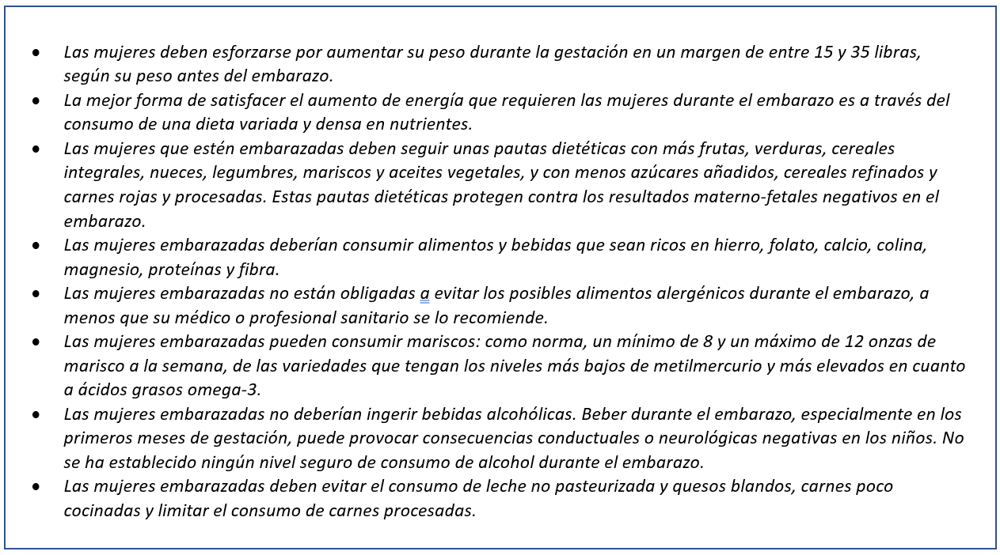 • Las mujeres deben esforzarse por aumentar su peso durante la gestación en un margen de entre 15 y 35 libras,
según su peso antes del embarazo.
• La mejor forma de satisfacer el aumento de energía que requieren las mujeres durante el embarazo es a través del
consumo de una dieta variada y densa en nutrientes.
• Las mujeres que estén embarazadas deben seguir unas pautas dietéticas con más frutas, verduras, cereales
integrales, nueces, legumbres, mariscos y aceites vegetales, y con menos azúcares añadidos, cereales refinados y
carnes rojas y procesadas. Estas pautas dietéticas protegen contra los resultados materno-fetales negativos en el
embarazo.
• Las mujeres embarazadas deberían consumir alimentos y bebidas que sean ricos en hierro, folato, calcio, colina,
magnesio, proteínas y fibra.
• Las mujeres embarazadas no están obligadas a evitar los posibles alimentos alergénicos durante el embarazo, a
menos que su médico o profesional sanitario se lo recomiende.
• Las mujeres embarazadas pueden consumir mariscos: como norma, un mínimo de 8 y un máximo de 12 onzas de
marisco a la semana, de las variedades que tengan los niveles más bajos de metilmercurio y más elevados en cuanto
a ácidos grasos omega-3.
• Las mujeres embarazadas no deberían ingerir bebidas alcohólicas. Beber durante el embarazo, especialmente en los
primeros meses de gestación, puede provocar consecuencias conductuales o neurológicas negativas en los niños. No
se ha establecido ningún nivel seguro de consumo de alcohol durante el embarazo.
• Las mujeres embarazadas deben evitar el consumo de leche no pasteurizada y quesos blandos, carnes poco
cocinadas y limitar el consumo de carnes procesadas.